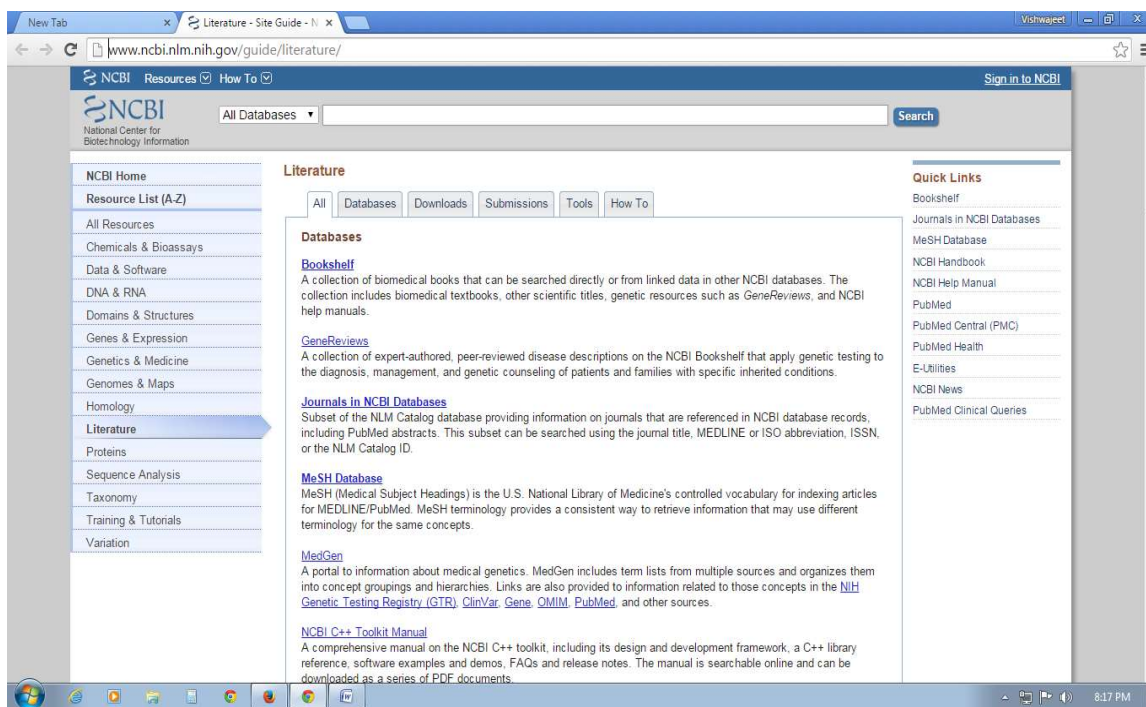 New Tab
Literature - Site Guide - N
Vishwajeet
www.ncbi.nlm.nih.gov/guide/literature/
NCBI Resources How To
Sign in to NCBI
NCBI
National Center for
Biotechnology Information
All Databases
Search
NCBI Home
Resource List (A-Z)
All Resources
Chemicals & Bioassays
Data & Software
DNA & RNA
Domains & Structures
Genes & Expression
Genetics & Medicine
Genomes & Maps
Homology
Literature
Proteins
Sequence Analysis
Taxonomy
Training & Tutorials
Variation
Literature
All Databases Downloads Submissions Tools How To
Databases
Bookshelf
A collection of biomedical books that can be searched directly or from linked data in other NCBI databases. The
collection includes biomedical textbooks, other scientific titles, genetic resources such as GeneReviews, and NCBI
help manuals.
GeneReviews
A collection of expert-authored, peer-reviewed disease descriptions on the NCBI Bookshelf that apply genetic testing to
the diagnosis, management, and genetic counseling of patients and families with specific inherited conditions.
Journals in NCBI Databases
Subset of the NLM Catalog database providing information on journals that are referenced in NCBI database records,
including PubMed abstracts. This subset can be searched using the journal title, MEDLINE or ISO abbreviation, ISSN,
or the NLM Catalog ID.
MeSH Database
MeSH (Medical Subject Headings) is the U.S. National Library of Medicine's controlled vocabulary for indexing articles
for MEDLINE/PubMed. MeSH terminology provides a consistent way to retrieve information that may use different
terminology for the same concepts.
MedGen
A portal to information about medical genetics. MedGen includes term lists from multiple sources and organizes them
into concept groupings and hierarchies. Links are also provided to information related to those concepts in the NIH
Genetic Testing Registry (GTR), ClinVar, Gene, OMIM, PubMed, and other sources.
NCBI C++ Toolkit Manual
A comprehensive manual on the NCBI C++ toolkit, including its design and development framework, a C++ library
reference, software examples and demos, FAQs and release notes. The manual is searchable online and can be
downloaded as a series of PDF documents.
Quick Links
Bookshelf
Journals in NCBI Databases
MeSH Database
NCBI Handbook
NCBI Help Manual
PubMed
PubMed Central (PMC)
PubMed Health
E-Utilities
NCBI News
PubMed Clinical Queries
8:17 PM